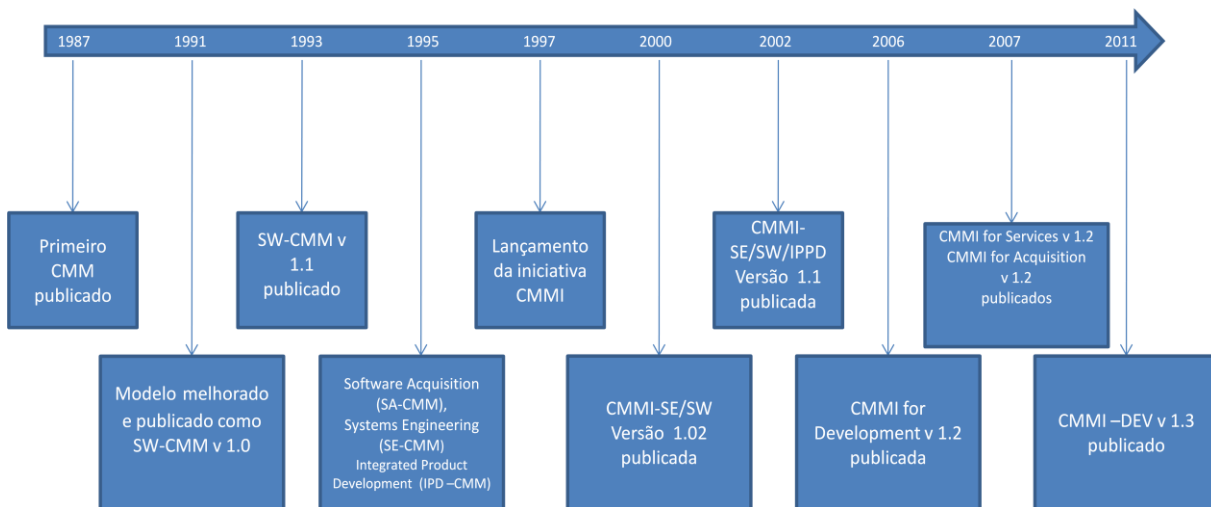 1987 1991 1993 1995 1997 2000 2002 2006 2007 2011
Primeiro
CMM
publicado
Modelo melhorado
e publicado como
SW-CMM v 1.0
SW-CMM v
1.1
publicado
Software Acquisition
(SA-CMM),
Systems Engineering
(SE-CMM)
Integrated Product
Development (IPD –CMM)
Lançamento
da iniciativa
CMMI
CMMI-SE/SW
Versão 1.02
publicada
CMMI-
SE/SW/IPPD
Versão 1.1
publicada
CMMI for
Development v 1.2
publicada
CMMI for Services v 1.2
CMMI for Acquisition
v 1.2
publicados
CMMI –DEV v 1.3
publicado